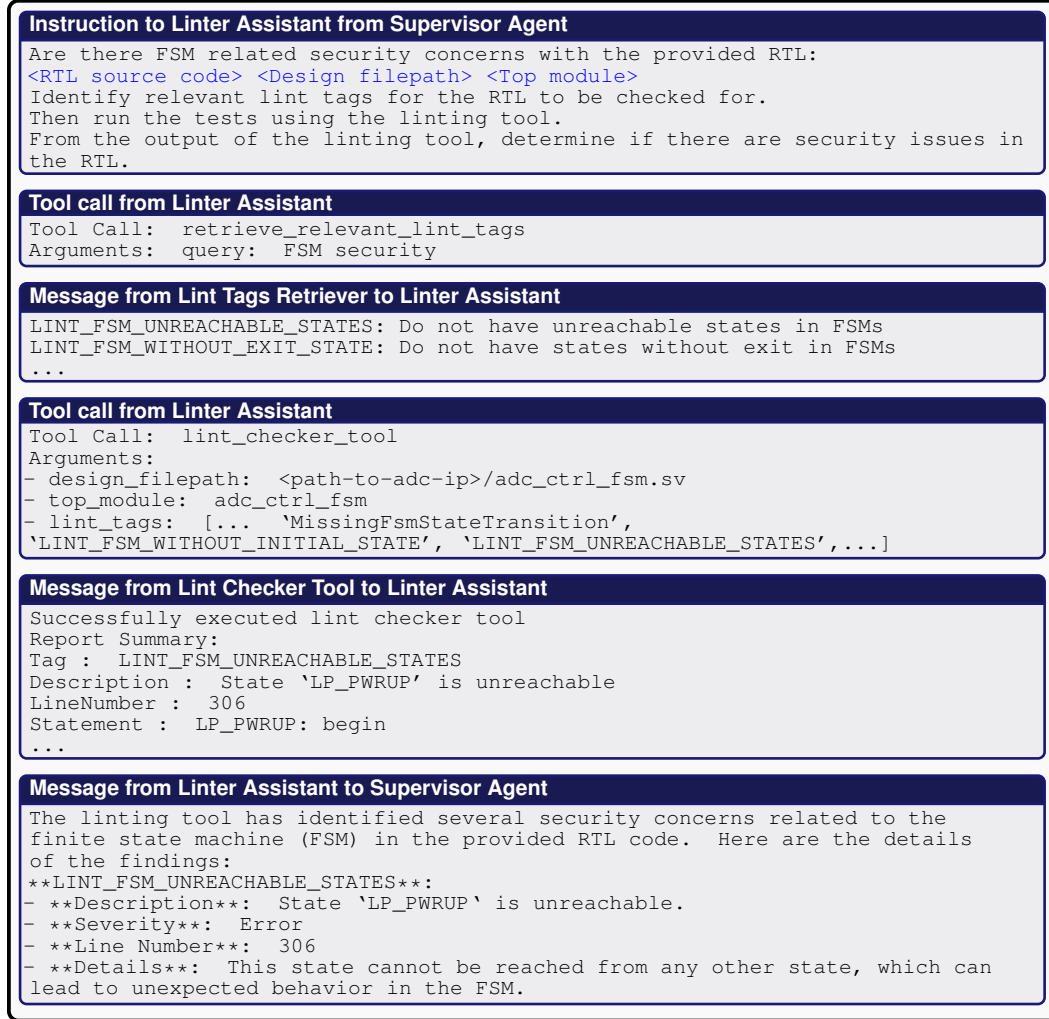 Instruction to Linter Assistant from Supervisor Agent
Are there FSM related security concerns with the provided RTL:
<RTL source code> <Design filepath> <Top module>
Identify relevant lint tags for the RTL to be checked for.
Then run the tests using the linting tool.
From the output of the linting tool, determine if there are security issues in
the RTL.
Tool call from Linter Assistant
Tool Call: retrieve_relevant_lint_tags
Arguments: query: FSM security
Message from Lint Tags Retriever to Linter Assistant
LINT_FSM_UNREACHABLE_STATES: Do not have unreachable states in FSMs
LINT_FSM_WITHOUT_EXIT_STATE: Do not have states without exit in FSMs
...
Tool call from Linter Assistant
Tool Call: lint_checker_tool
Arguments:
- design_filepath: <path-to-adc-ip>/adc_ctrl_fsm.sv
- top_module: adc_ctrl_fsm
- lint_tags: [... ‘MissingFsmStateTransition’,
‘LINT_FSM_WITHOUT_INITIAL_STATE’, ‘LINT_FSM_UNREACHABLE_STATES’,...]
Message from Lint Checker Tool to Linter Assistant
Successfully executed lint checker tool
Report Summary:
Tag : LINT_FSM_UNREACHABLE_STATES
Description : State ‘LP_PWRUP’ is unreachable
LineNumber : 306
Statement : LP_PWRUP: begin
...
Message from Linter Assistant to Supervisor Agent
The linting tool has identified several security concerns related to the
finite state machine (FSM) in the provided RTL code. Here are the details
of the findings:
**LINT_FSM_UNREACHABLE_STATES**:
- **Description**: State ‘LP_PWRUP‘ is unreachable.
- **Severity**: Error
- **Line Number**: 306
- **Details**: This state cannot be reached from any other state, which can
lead to unexpected behavior in the FSM.